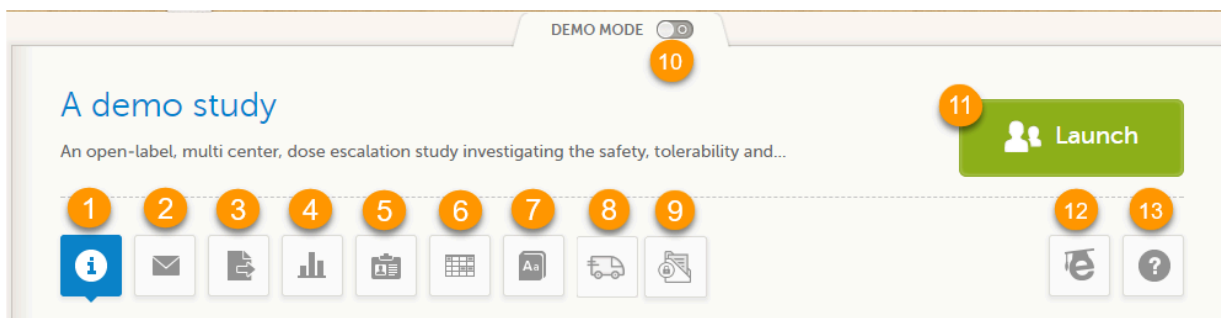 DEMO MODE
10
A demo study
11
Launch
An open-label, multi center, dose escalation study investigating the safety, tolerability and...
1 2 3 4 5 6 7 8 9 12 13
i Aa e ?